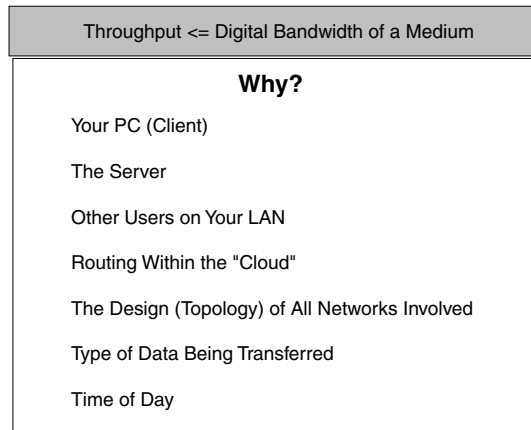 Throughput <= Digital Bandwidth of a Medium
Why?
Your PC (Client)
The Server
Other Users on Your LAN
Routing Within the "Cloud"
The Design (Topology) of All Networks Involved
Type of Data Being Transferred
Time of Day